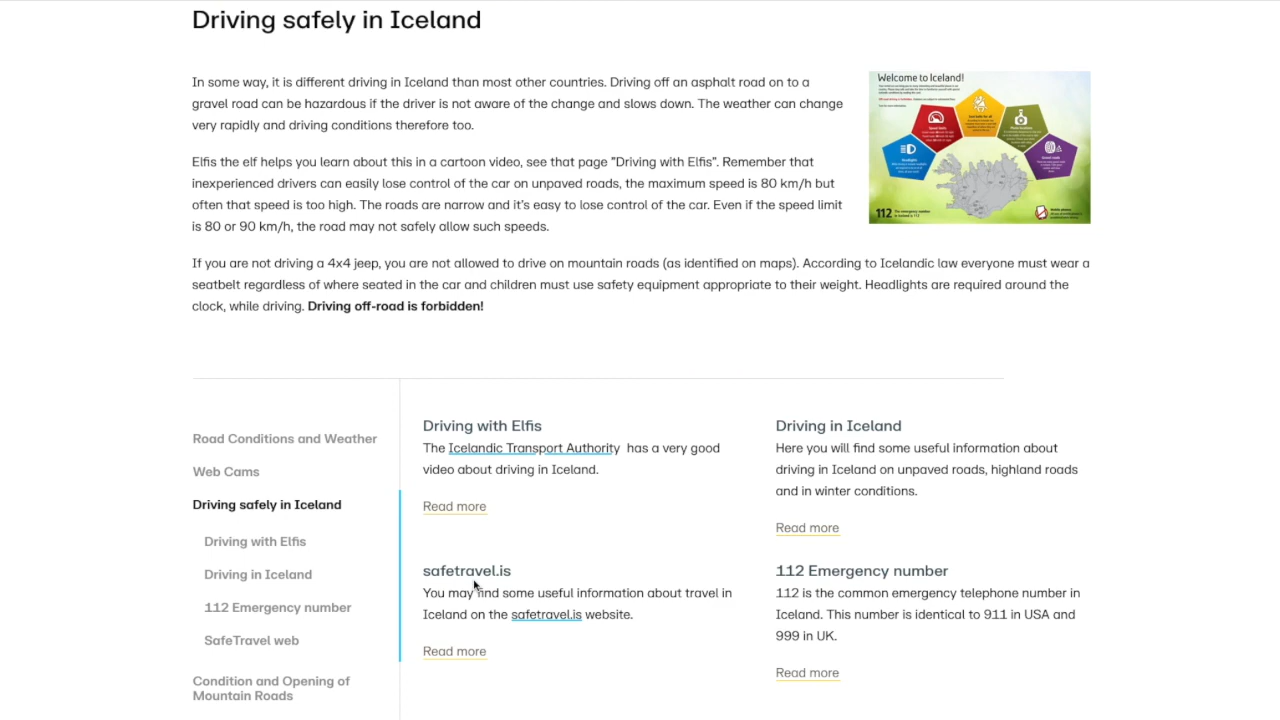 Driving safely in Iceland
In some way, it is different driving in Iceland than most other countries. Driving off an asphalt road on to a
gravel road can be hazardous if the driver is not aware of the change and slows down. The weather can change
very rapidly and driving conditions therefore too.
Elfis the elf helps you learn about this in a cartoon video, see that page "Driving with Elfis". Remember that
inexperienced drivers can easily lose control of the car on unpaved roads, the maximum speed is 80 km/h but
often that speed is too high. The roads are narrow and it's easy to lose control of the car. Even if the speed limit
is 80 or 90 km/h, the road may not safely allow such speeds.
Welcome to Iceland!
112
If you are not driving a 4x4 jeep, you are not allowed to drive on mountain roads (as identified on maps). According to Icelandic law everyone must wear a
seatbelt regardless of where seated in the car and children must use safety equipment appropriate to their weight. Headlights are required around the
clock, while driving. Driving off-road is forbidden!
Road Conditions and Weather
Web Cams
Driving safely in Iceland
Driving with Elfis
Driving in Iceland
112 Emergency number
SafeTravel web
Condition and Opening of
Mountain Roads
Driving with Elfis
The Icelandic Transport Authority has a very good
video about driving in Iceland.
Read more
Driving in Iceland
Here you will find some useful information about
driving in Iceland on unpaved roads, highland roads
and in winter conditions.
Read more
safetravel.is
You may find some useful information about travel in
Iceland on the safetravel.is website.
Read more
112 Emergency number
112 is the common emergency telephone number in
Iceland. This number is identical to 911 in USA and
999 in UK.
Read more